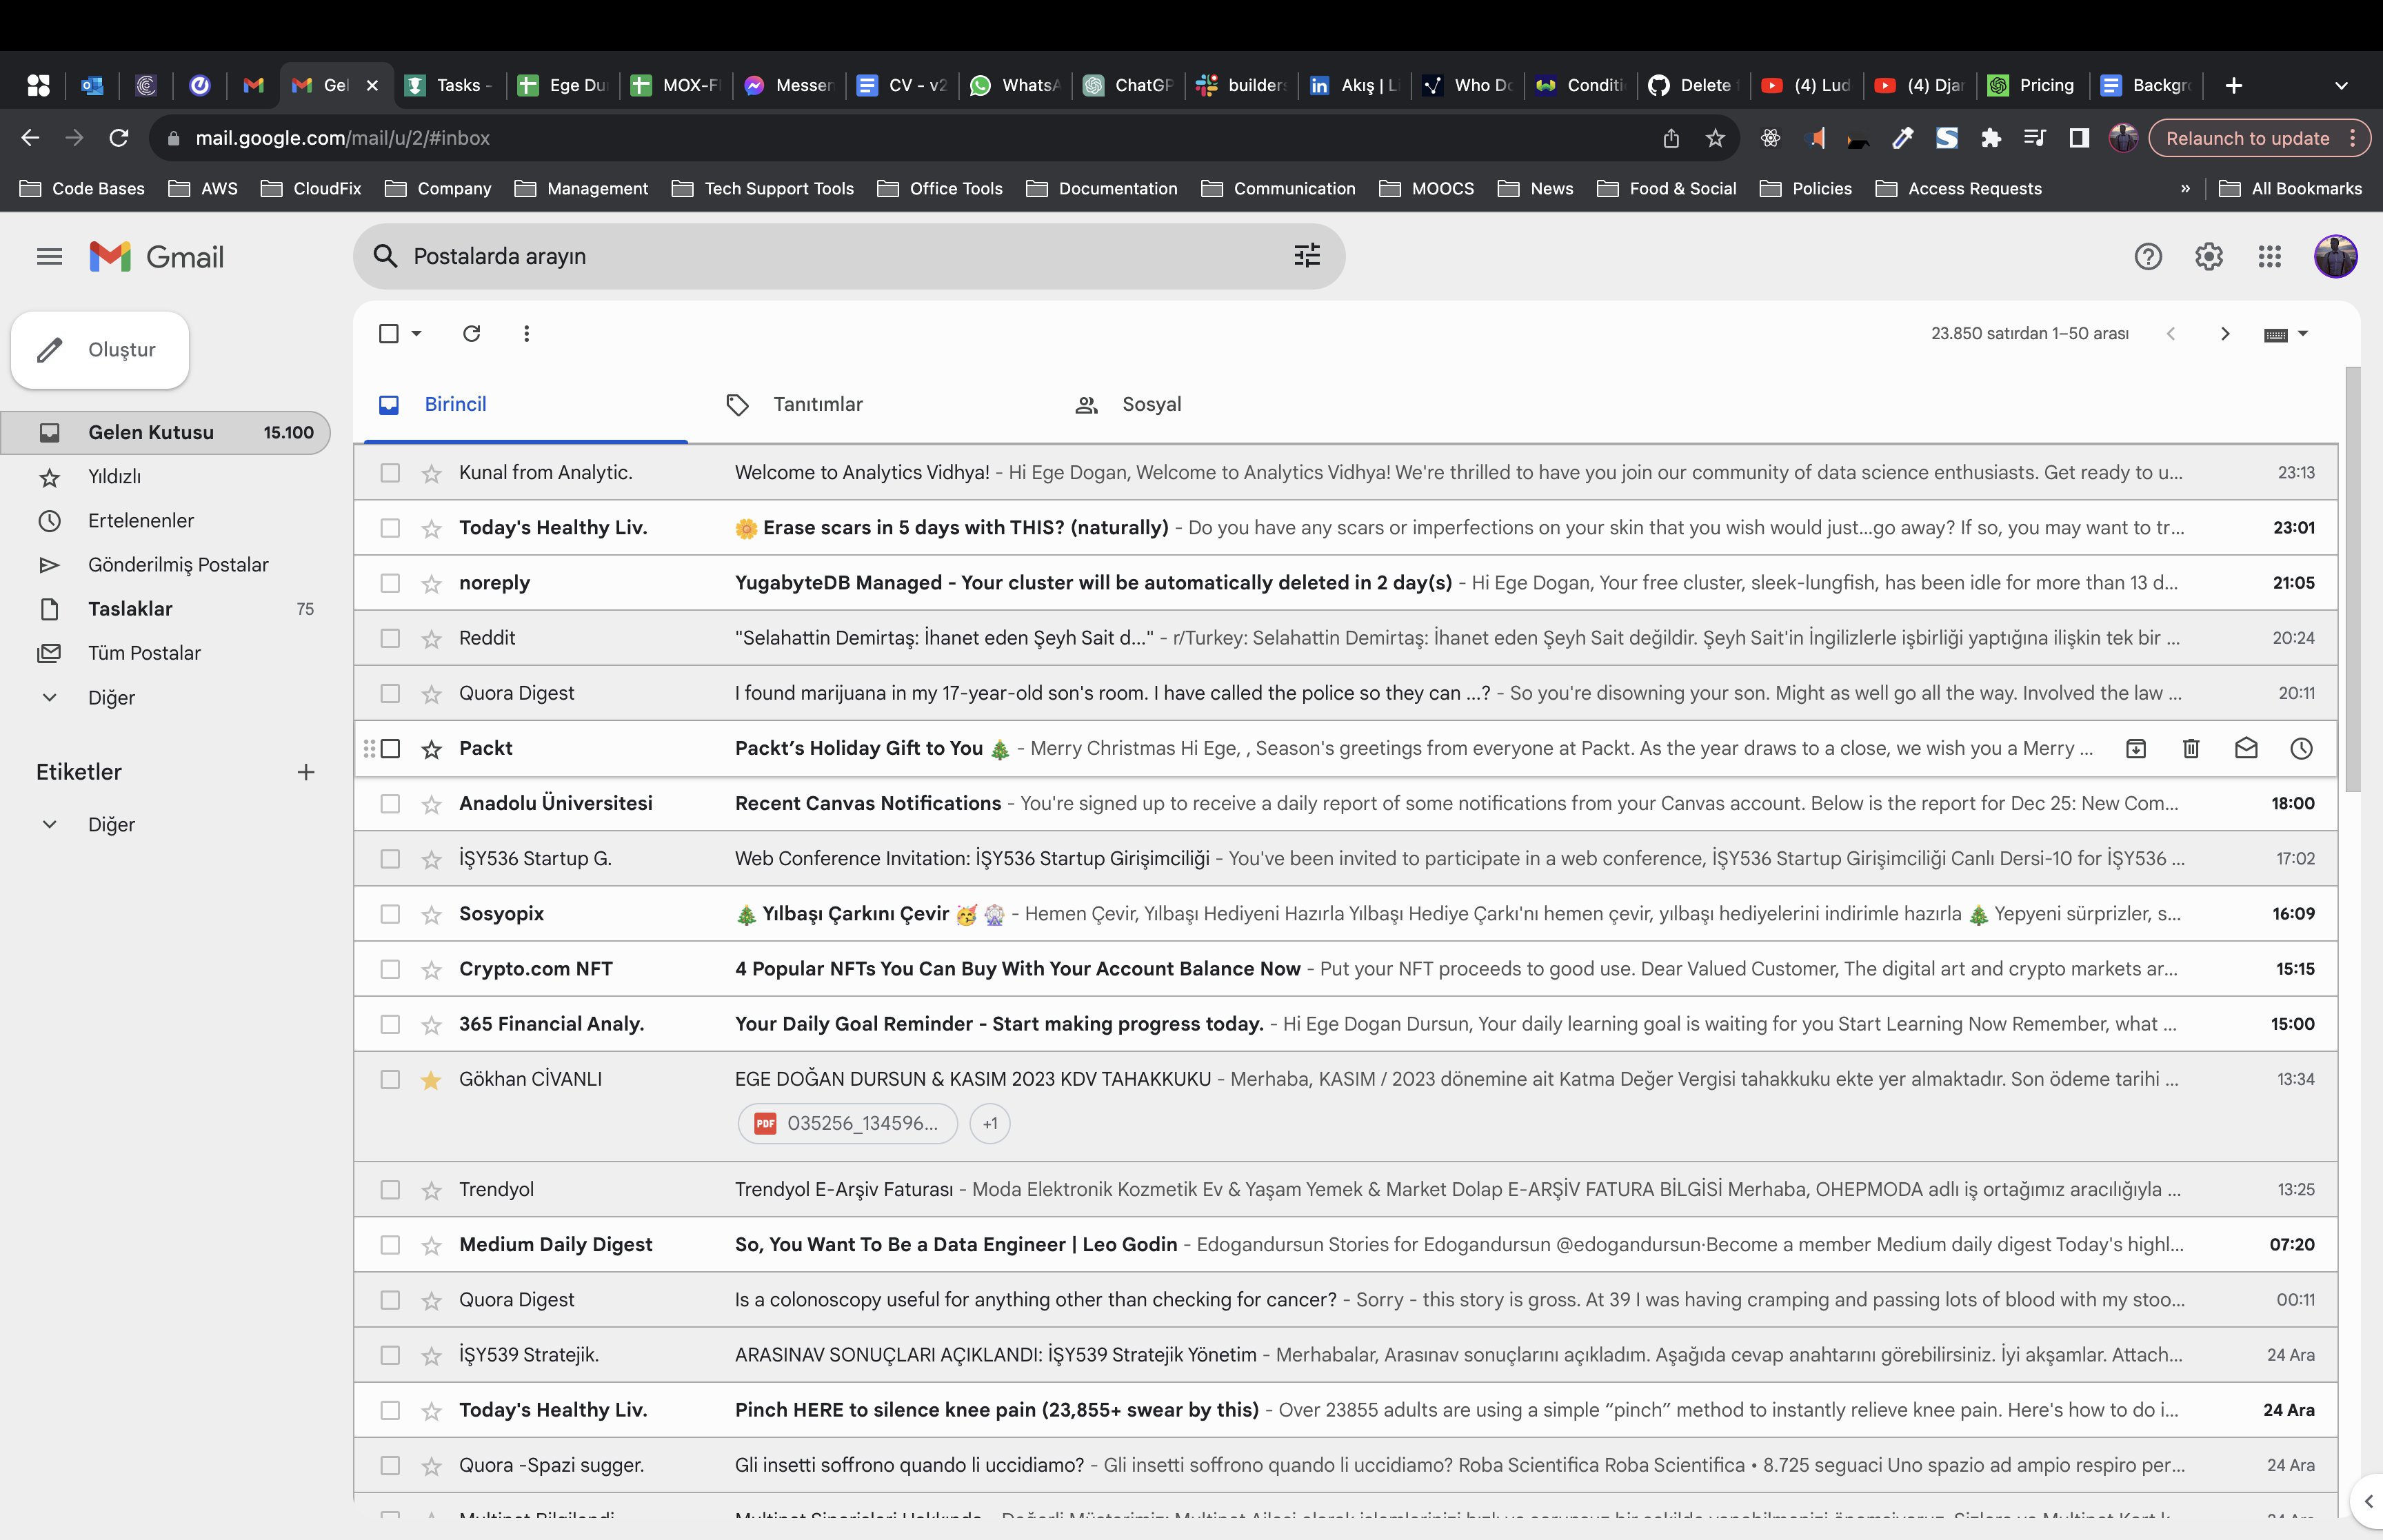 Gel
Tasks -
Ege Du
MOX-F
Messen
CV - v2
WhatsA
ChatGP
builder
Akış | L
Who Do
Conditi
Delete
(4) Lud
(4) Djar
Pricing
Backgr
mail.google.com/mail/u/2/#inbox
Relaunch to update
Code Bases
AWS
CloudFix
Company
Management
Tech Support Tools
Office Tools
Documentation
Communication
MOOCS
News
Food & Social
Policies
Access Requests
»
All Bookmarks
Gmail
Postalarda arayın
Oluştur
Gelen Kutusu 15.100
Yıldızlı
Ertelenenler
Gönderilmiş Postalar
Taslaklar 75
Tüm Postalar
Diğer
Etiketler
Diğer
23.850 satırdan 1–50 arası
Birincil
Tanıtımlar
Sosyal
Kunal from Analytic. Welcome to Analytics Vidhya! - Hi Ege Dogan, Welcome to Analytics Vidhya! We're thrilled to have you join our community of data science enthusiasts. Get ready to u... 23:13
Today's Healthy Liv. 🌼 Erase scars in 5 days with THIS? (naturally) - Do you have any scars or imperfections on your skin that you wish would just...go away? If so, you may want to tr... 23:01
noreply YugabyteDB Managed - Your cluster will be automatically deleted in 2 day(s) - Hi Ege Dogan, Your free cluster, sleek-lungfish, has been idle for more than 13 d... 21:05
Reddit "Selahattin Demirtaş: İhanet eden Şeyh Sait d..." - r/Turkey: Selahattin Demirtaş: İhanet eden Şeyh Sait değildir. Şeyh Sait'in İngilizlerle işbirliği yaptığına ilişkin tek bir ... 20:24
Quora Digest I found marijuana in my 17-year-old son's room. I have called the police so they can ...? - So you're disowning your son. Might as well go all the way. Involved the law ... 20:11
Packt Packt’s Holiday Gift to You 🎄 - Merry Christmas Hi Ege, , Season's greetings from everyone at Packt. As the year draws to a close, we wish you a Merry ...
Anadolu Üniversitesi Recent Canvas Notifications - You're signed up to receive a daily report of some notifications from your Canvas account. Below is the report for Dec 25: New Com... 18:00
İŞY536 Startup G. Web Conference Invitation: İŞY536 Startup Girişimciliği - You've been invited to participate in a web conference, İŞY536 Startup Girişimciliği Canlı Dersi-10 for İŞY536 ... 17:02
Sosyopix 🎄 Yılbaşı Çarkını Çevir 🥳 🎡 - Hemen Çevir, Yılbaşı Hediyeni Hazırla Yılbaşı Hediye Çarkı'nı hemen çevir, yılbaşı hediyelerini indirimle hazırla 🎄 Yepyeni sürprizler, s... 16:09
Crypto.com NFT 4 Popular NFTs You Can Buy With Your Account Balance Now - Put your NFT proceeds to good use. Dear Valued Customer, The digital art and crypto markets ar... 15:15
365 Financial Analy. Your Daily Goal Reminder - Start making progress today. - Hi Ege Dogan Dursun, Your daily learning goal is waiting for you Start Learning Now Remember, what ... 15:00
Gökhan CİVANLI EGE DOĞAN DURSUN & KASIM 2023 KDV TAHAKKUKU - Merhaba, KASIM / 2023 dönemine ait Katma Değer Vergisi tahakkuku ekte yer almaktadır. Son ödeme tarihi ... 13:34
PDF 035256_134596... +1
Trendyol Trendyol E-Arşiv Faturası - Moda Elektronik Kozmetik Ev & Yaşam Yemek & Market Dolap E-ARŞİV FATURA BİLGİSİ Merhaba, OHEPMODA adlı iş ortağımız aracılığıyla ... 13:25
Medium Daily Digest So, You Want To Be a Data Engineer | Leo Godin - Edogandursun Stories for Edogandursun @edogandursun·Become a member Medium daily digest Today's highl... 07:20
Quora Digest Is a colonoscopy useful for anything other than checking for cancer? - Sorry - this story is gross. At 39 I was having cramping and passing lots of blood with my stoo... 00:11
İŞY539 Stratejik. ARASINAV SONUÇLARI AÇIKLANDI: İŞY539 Stratejik Yönetim - Merhabalar, Arasınav sonuçlarını açıkladım. Aşağıda cevap anahtarını görebilirsiniz. İyi akşamlar. Attach... 24 Ara
Today's Healthy Liv. Pinch HERE to silence knee pain (23,855+ swear by this) - Over 23855 adults are using a simple “pinch” method to instantly relieve knee pain. Here's how to do i... 24 Ara
Quora -Spazi sugger. Gli insetti soffrono quando li uccidiamo? - Gli insetti soffrono quando li uccidiamo? Roba Scientifica Roba Scientifica • 8.725 seguaci Uno spazio ad ampio respiro per... 24 Ara